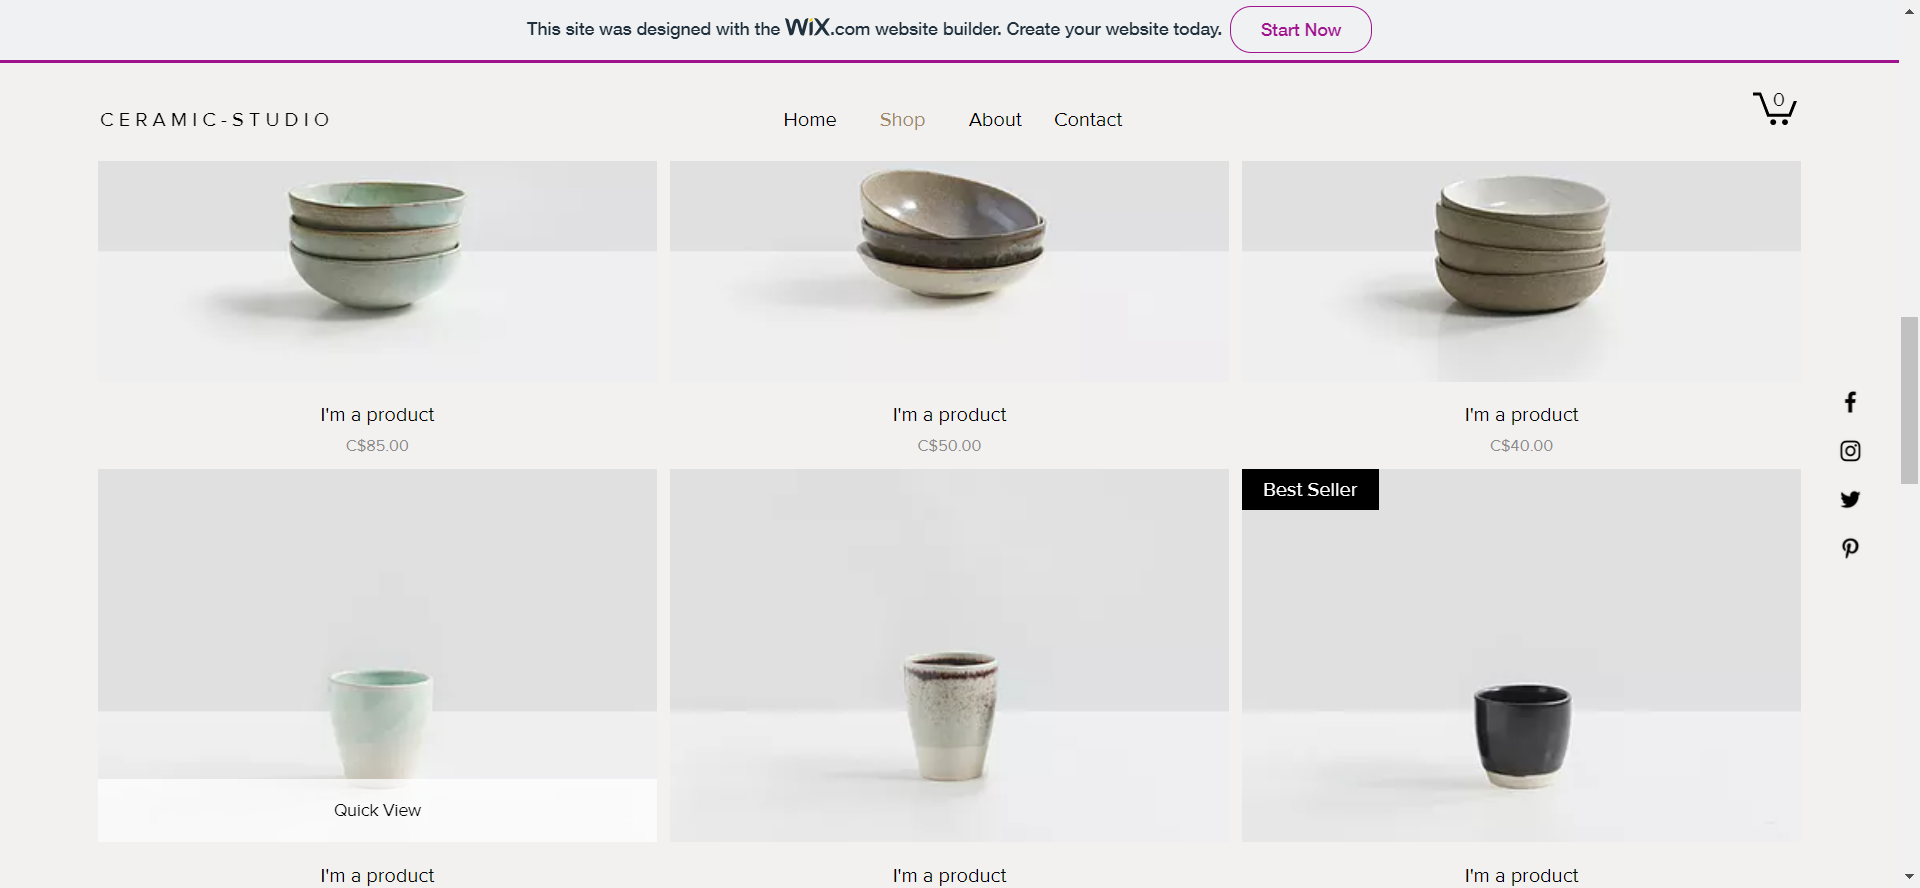 This site was designed with the WiX.com website builder. Create your website today. Start Now
CERAMIC-STUDIO
Home Shop About Contact
0
I'm a product I'm a product I'm a product
C$85.00 C$50.00 C$40.00
Best Seller
Quick View
I'm a product I'm a product I'm a product